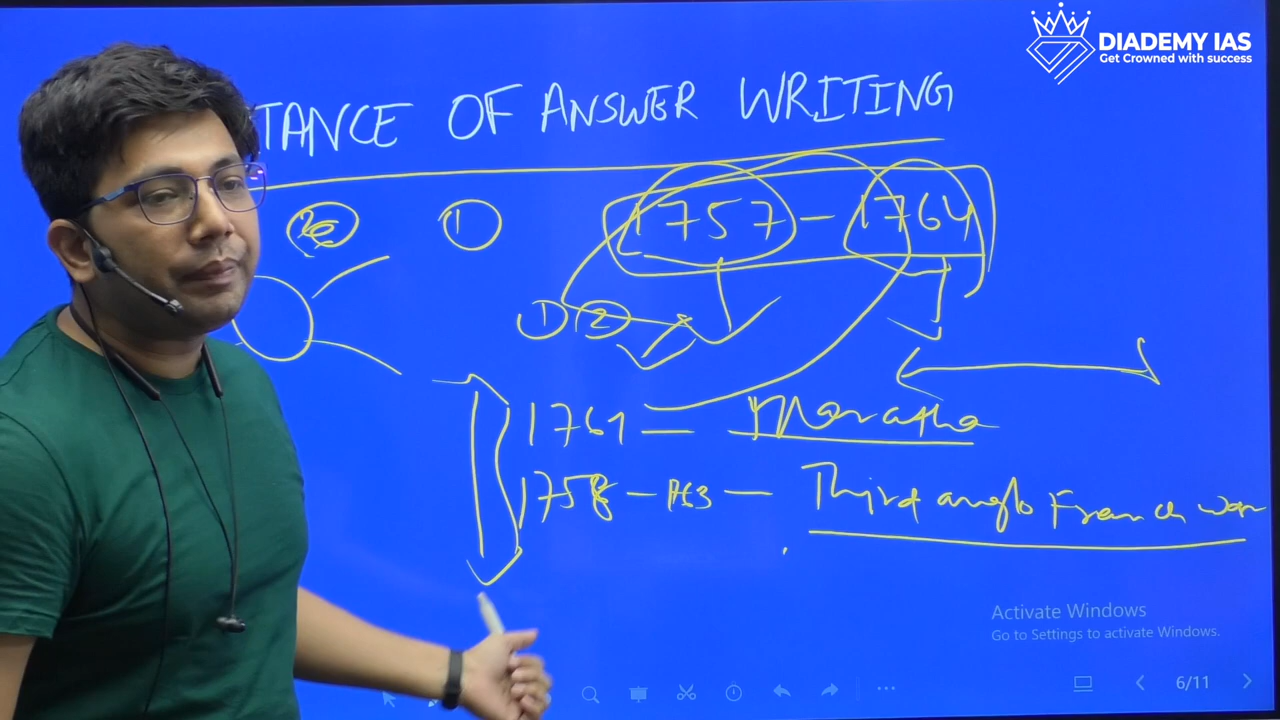 DIADEMY IAS
Get Crowned with success
TANCE OF ANSWER WRITING
1
1757 - 1764
1 2
1761 - Maratha
1758 - 1763 - Third anglo French war
Activate Windows
Go to Settings to activate Windows.
6/11